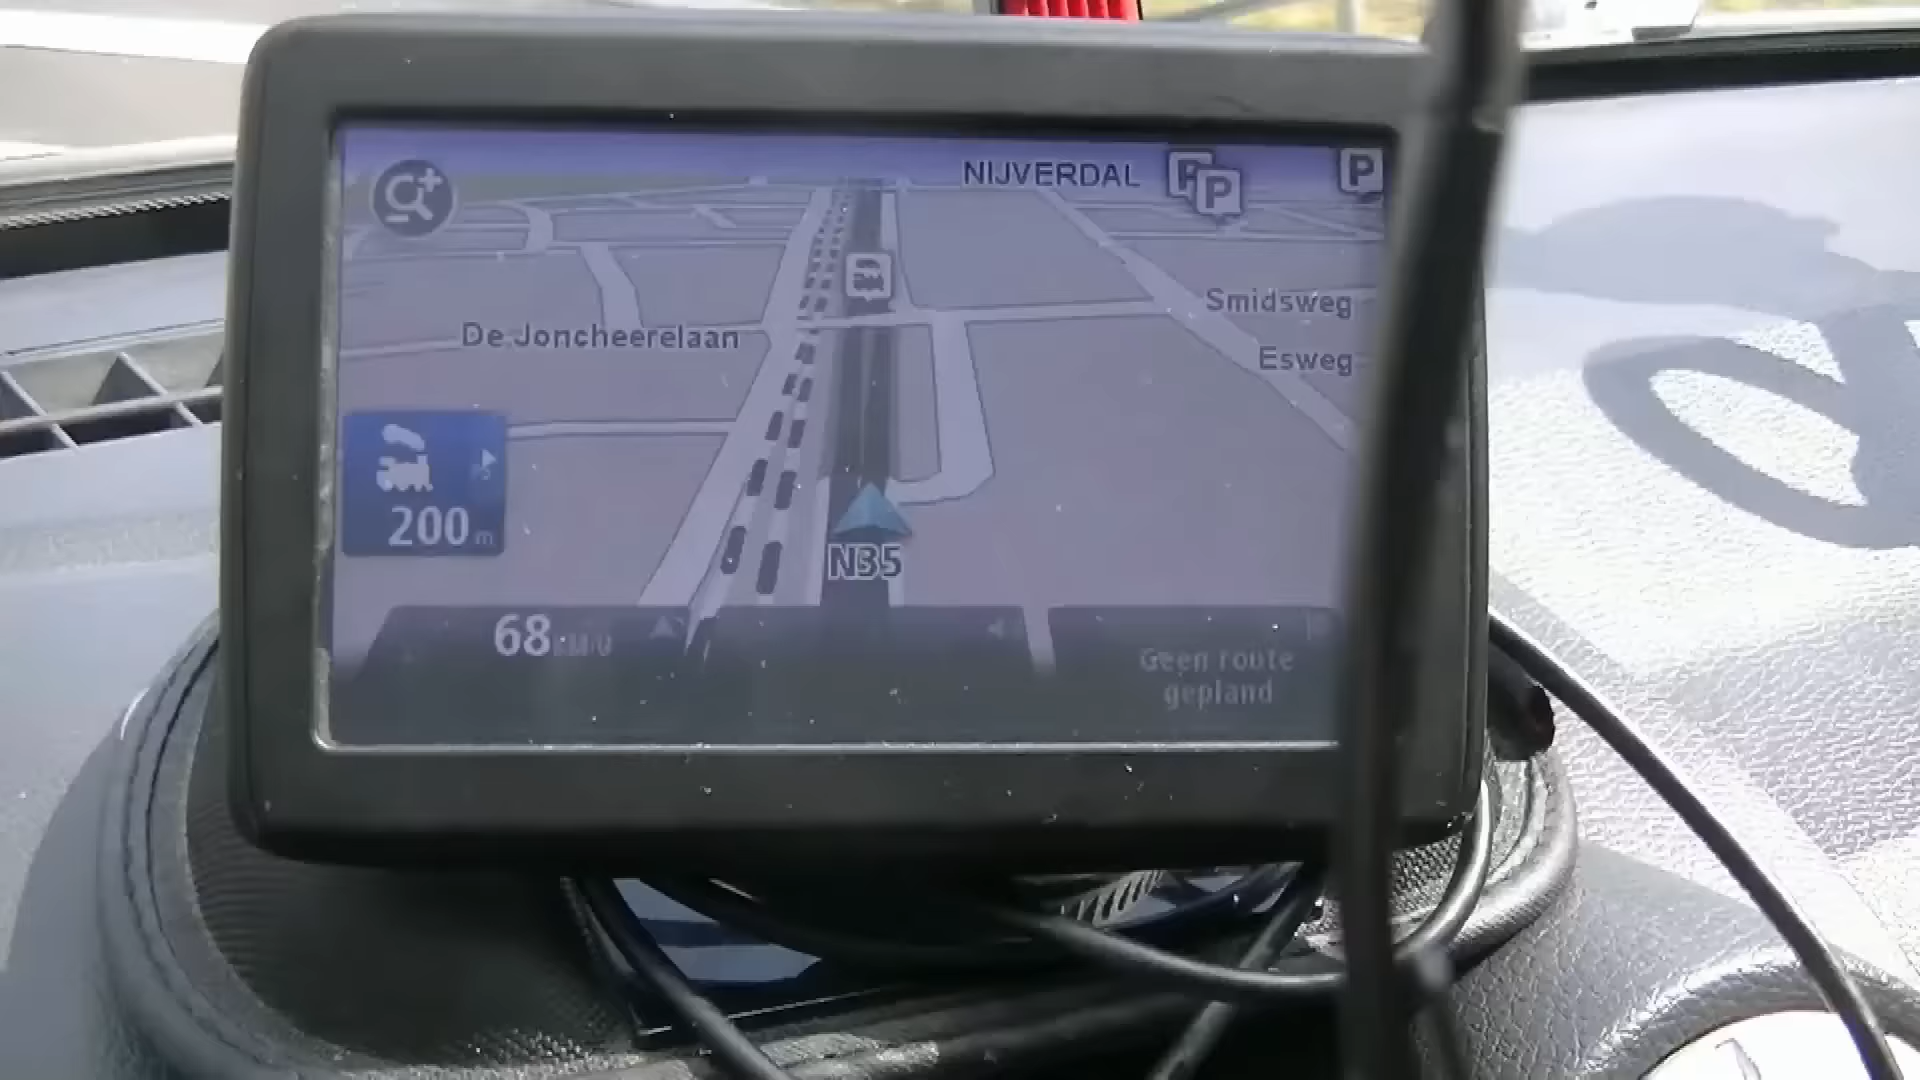 NIJVERDAL
P
P
P
Smidsweg
De Joncheerelaan
Esweg
200 m
N35
68 KM/U
Geen route
gepland